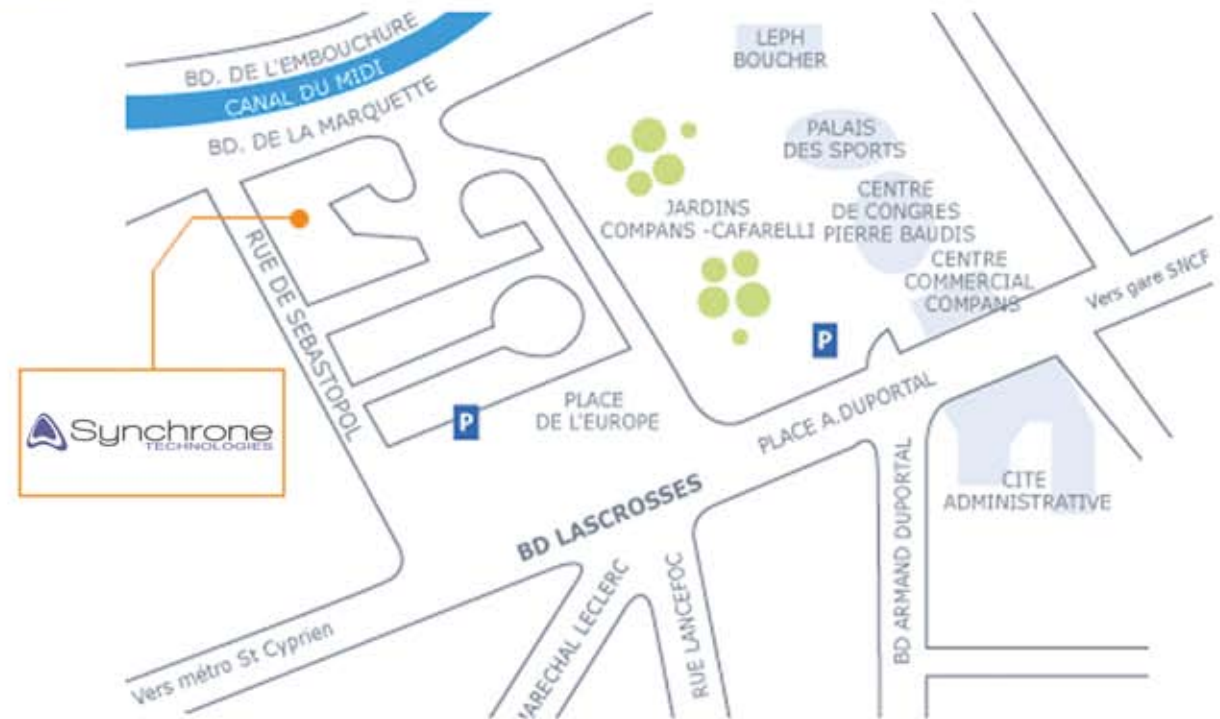 BD. DE L'EMBOUCHURE
CANAL DU MIDI
BD. DE LA MARQUETTE
LEPH
BOUCHER
PALAIS
DES SPORTS
JARDINS
COMPANS -CAFARELLI
CENTRE
DE CONGRES
PIERRE BAUDIS
CENTRE
COMMERCIAL
COMPANS
Vers gare SNCF
RUE DE SEBASTOPOL
P
P
Synchrone
TECHNOLOGIES
PLACE
DE L'EUROPE
PLACE A.DUPORTAL
BD LASCROSSES
CITE
ADMINISTRATIVE
BD ARMAND DUPORTAL
MARECHAL LECLERC
RUE LANCEFOC
Vers métro St Cyprien